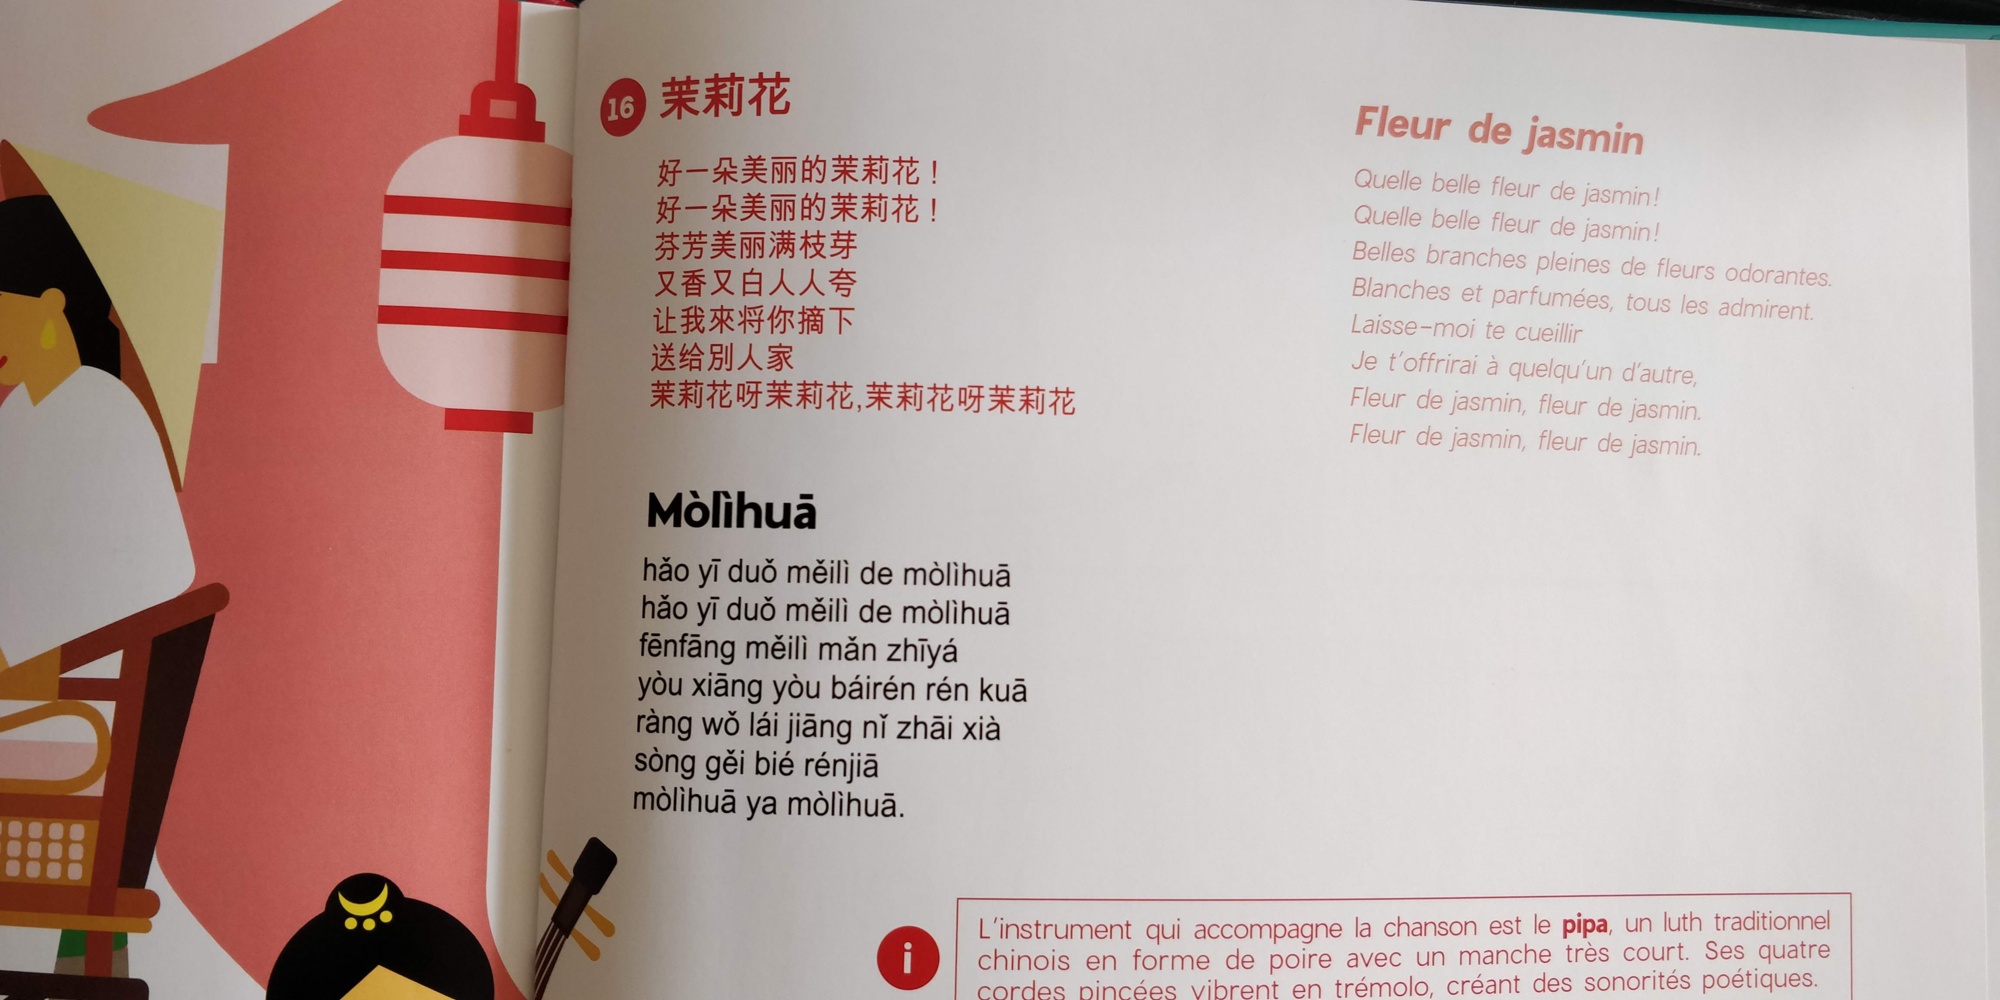 16 茉莉花
好一朵美丽的茉莉花！
好一朵美丽的茉莉花！
芬芳美丽满枝芽
又香又白人人夸
让我來将你摘下
送给別人家
茉莉花呀茉莉花,茉莉花呀茉莉花
Mòlìhuā
hǎo yī duǒ měilì de mòlìhuā
hǎo yī duǒ měilì de mòlìhuā
fēnfāng měilì mǎn zhīyá
yòu xiāng yòu báirén rén kuā
ràng wǒ lái jiāng nǐ zhāi xià
sòng gěi bié rénjiā
mòlìhuā ya mòlìhuā.
Fleur de jasmin
Quelle belle fleur de jasmin!
Quelle belle fleur de jasmin!
Belles branches pleines de fleurs odorantes.
Blanches et parfumées, tous les admirent.
Laisse-moi te cueillir
Je t'offrirai à quelqu'un d'autre,
Fleur de jasmin, fleur de jasmin.
Fleur de jasmin, fleur de jasmin.
i
L'instrument qui accompagne la chanson est le pipa, un luth traditionnel
chinois en forme de poire avec un manche très court. Ses quatre
cordes pincées vibrent en trémolo, créant des sonorités poétiques.